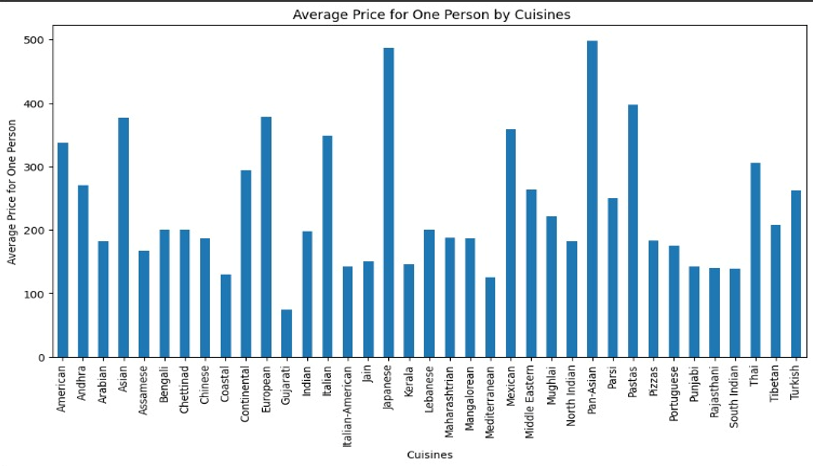 Average Price for One Person by Cuisines
500
400
300
200
100
0
Average Price for One Person
American
Andhra
Arabian
Asian
Assamese
Bengali
Chettinad
Chinese
Coastal
Continental
European
Gujarati
Indian
Italian
Italian-American
Jain
Japanese
Kerala
Lebanese
Maharashtrian
Mangalorean
Mediterranean
Mexican
Middle Eastern
Mughlai
North Indian
Pan-Asian
Parsi
Pastas
Pizzas
Portuguese
Punjabi
Rajasthani
South Indian
Thai
Tibetan
Turkish
Cuisines